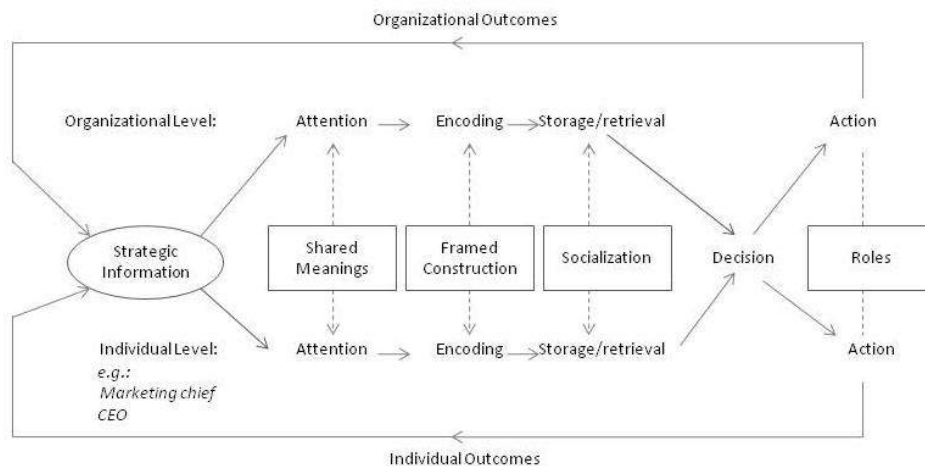 Organizational Outcomes
Organizational Level:
Attention
Encoding
Storage/retrieval
Action
Strategic
Information
Shared
Meanings
Framed
Construction
Socialization
Decision
Roles
Individual Level:
e.g.:
Marketing chief
CEO
Attention
Encoding
Storage/retrieval
Action
Individual Outcomes